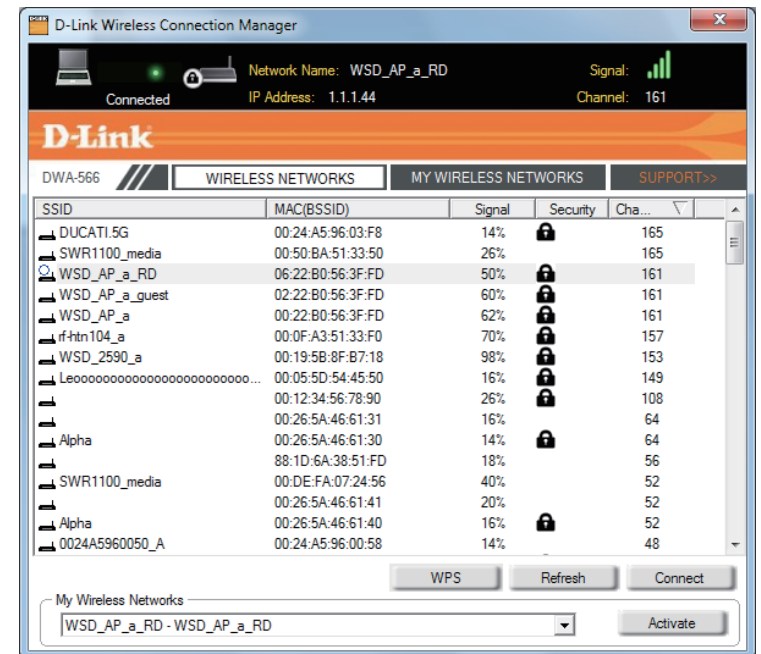 D-Link Wireless Connection Manager
Network Name: WSD_AP_a_RD Signal:
Connected IP Address: 1.1.1.44 Channel: 161
D-Link
DWA-566 WIRELESS NETWORKS MY WIRELESS NETWORKS SUPPORT>>
SSID MAC(BSSID) Signal Security Cha...
DUCATI.5G 00:24:A5:96:03:F8 14% 165
SWR1100_media 00:50:BA:51:33:50 26% 165
WSD_AP_a_RD 06:22:B0:56:3F:FD 50% 161
WSD_AP_a_guest 02:22:B0:56:3F:FD 60% 161
WSD_AP_a 00:22:B0:56:3F:FD 62% 161
rf-htn104_a 00:0F:A3:51:33:F0 70% 157
WSD_2590_a 00:19:5B:8F:B7:18 98% 153
Leoooooooooooooooooooooooo... 00:05:5D:54:45:50 16% 149
00:12:34:56:78:90 26% 108
00:26:5A:46:61:31 16% 64
Alpha 00:26:5A:46:61:30 14% 64
88:1D:6A:38:51:FD 18% 56
SWR1100_media 00:DE:FA:07:24:56 40% 52
00:26:5A:46:61:41 20% 52
Alpha 00:26:5A:46:61:40 16% 52
0024A5960050_A 00:24:A5:96:00:58 14% 48
WPS Refresh Connect
My Wireless Networks
WSD_AP_a_RD - WSD_AP_a_RD Activate